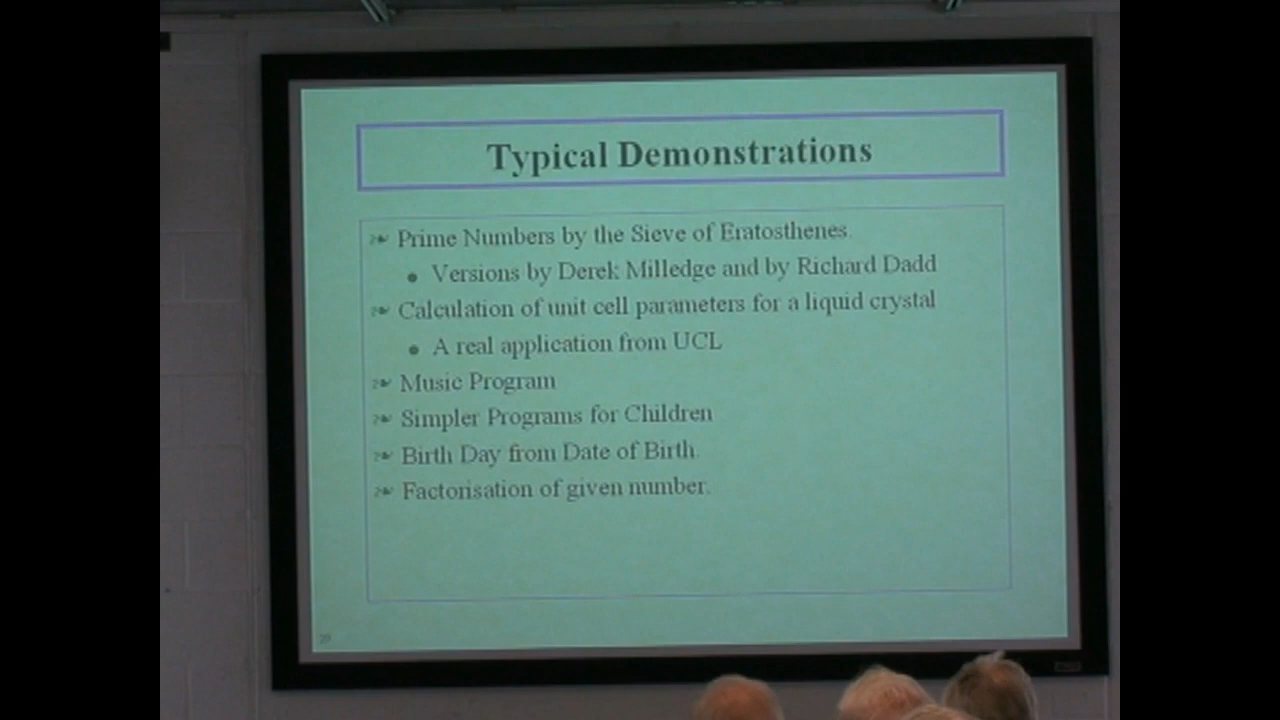 Typical Demonstrations
Prime Numbers by the Sieve of Eratosthenes.
Versions by Derek Milledge and by Richard Dadd
Calculation of unit cell parameters for a liquid crystal
A real application from UCL
Music Program
Simpler Programs for Children
Birth Day from Date of Birth.
Factorisation of given number.